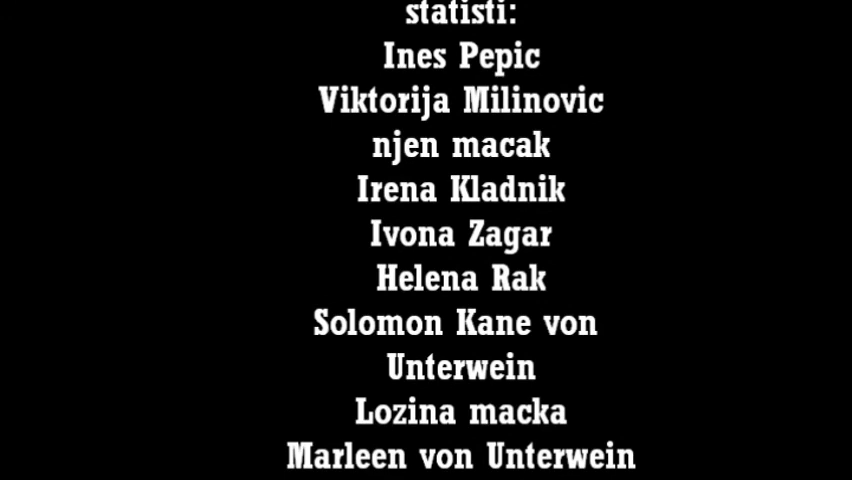 statisti:
Ines Pepic
Viktorija Milinovic
njen macak
Irena Kladnik
Ivona Zagar
Helena Rak
Solomon Kane von
Unterwein
Lozina macka
Marleen von Unterwein